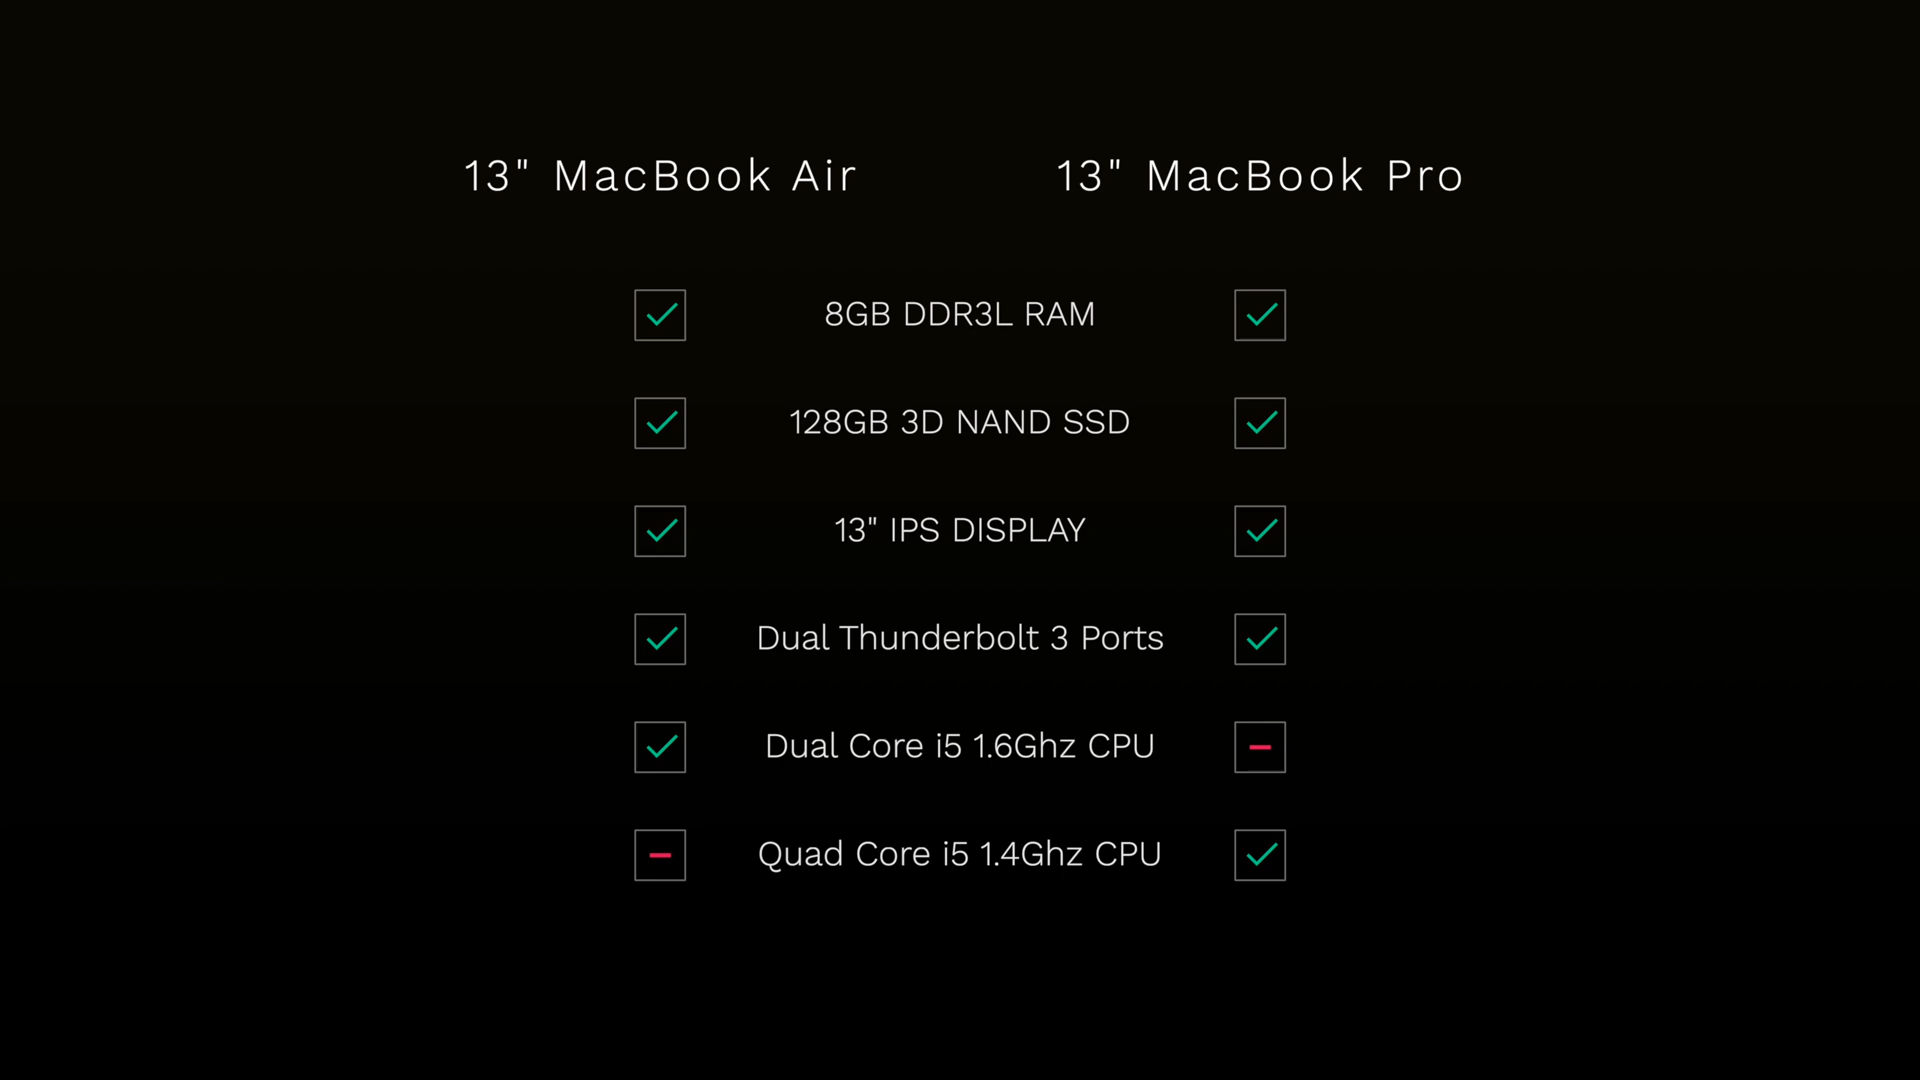 13" MacBook Air
13" MacBook Pro
8GB DDR3L RAM
128GB 3D NAND SSD
13" IPS DISPLAY
Dual Thunderbolt 3 Ports
Dual Core i5 1.6Ghz CPU
Quad Core i5 1.4Ghz CPU